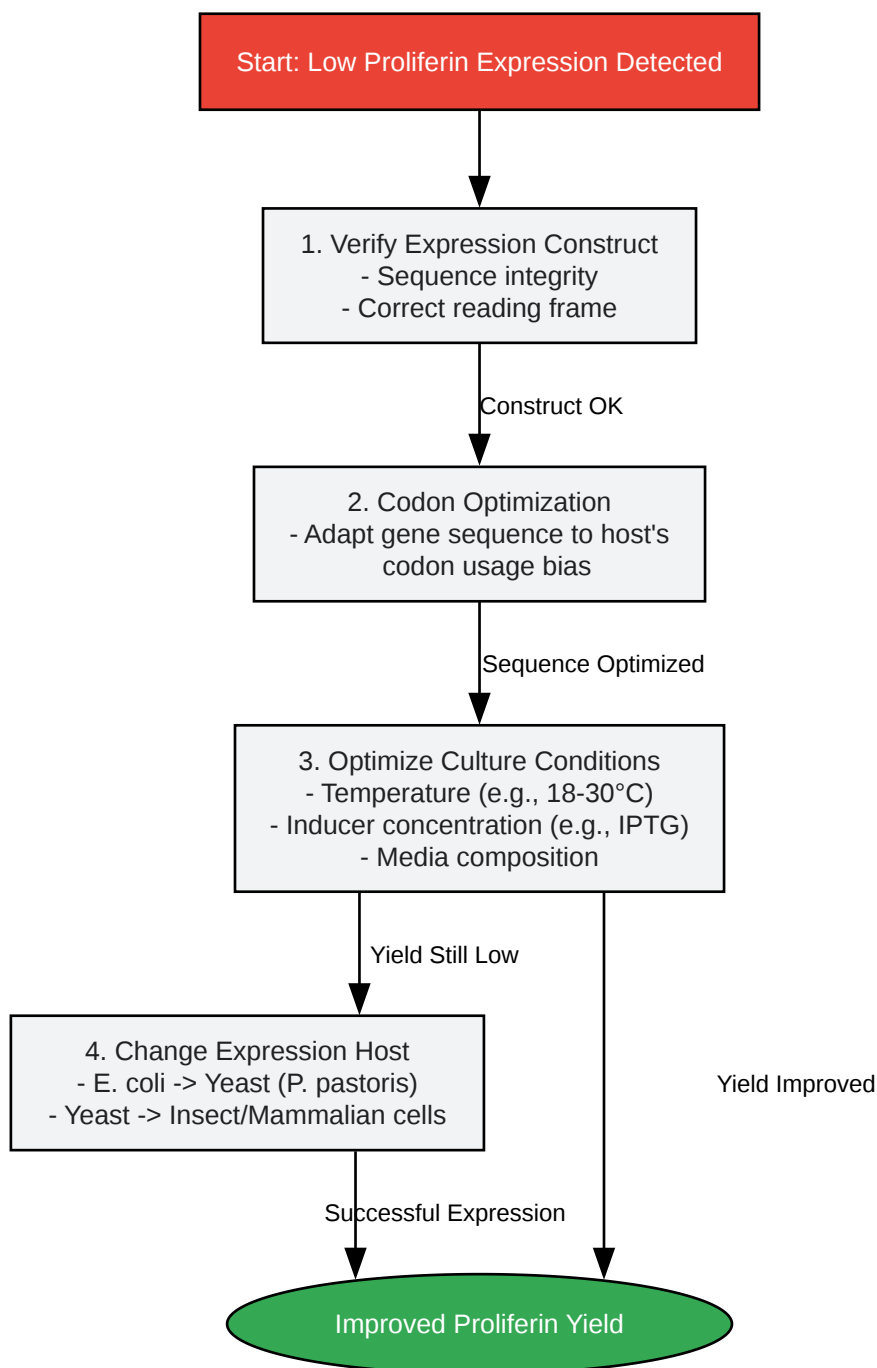 Start: Low Proliferin Expression Detected
1. Verify Expression Construct
- Sequence integrity
- Correct reading frame
Construct OK
2. Codon Optimization
- Adapt gene sequence to host's
codon usage bias
Sequence Optimized
3. Optimize Culture Conditions
- Temperature (e.g., 18-30°C)
- Inducer concentration (e.g., IPTG)
- Media composition
Yield Still Low
4. Change Expression Host
- E. coli -> Yeast (P. pastoris)
- Yeast -> Insect/Mammalian cells
Yield Improved
Successful Expression
Improved Proliferin Yield